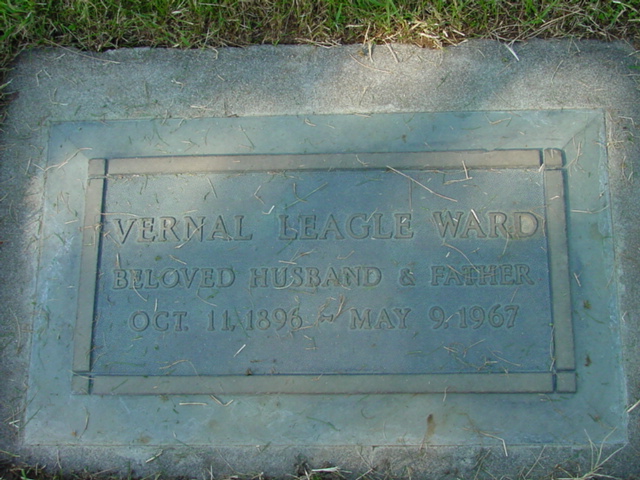 VERNAL LEAGLE WARD
BELOVED HUSBAND & FATHER
OCT. 11, 1896 - MAY 9, 1967